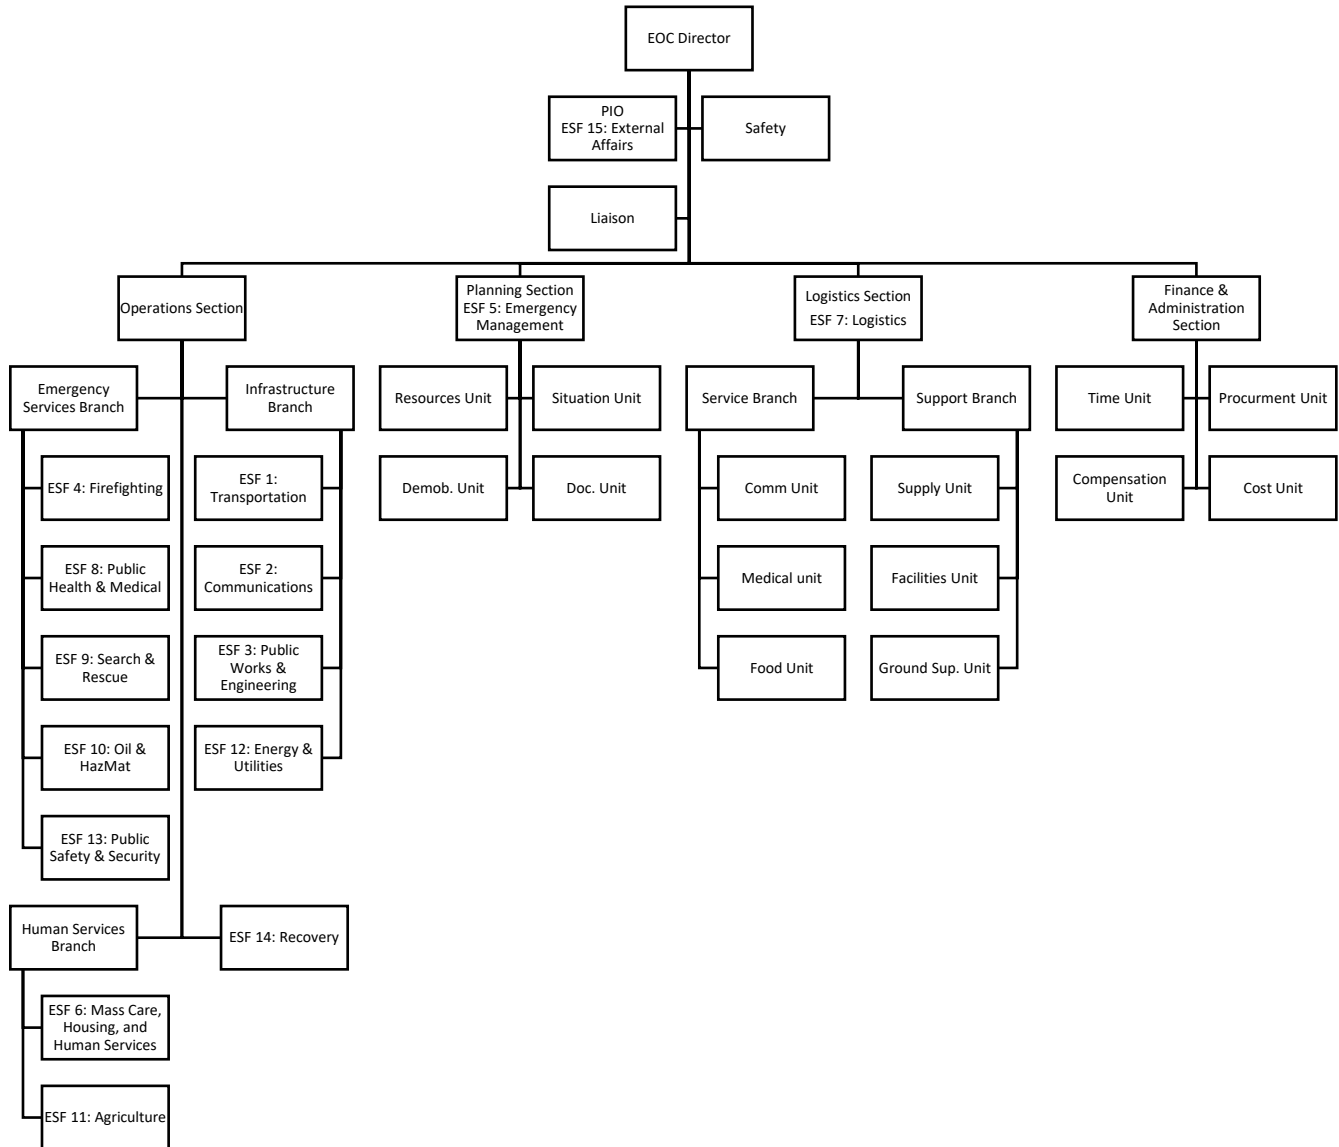 EOC Director
PIO
ESF 15: External
Affairs
Safety
Liaison
Operations Section
Planning Section
ESF 5: Emergency
Management
Logistics Section
ESF 7: Logistics
Finance &
Administration
Section
Emergency
Services Branch
Infrastructure
Branch
Resources Unit
Situation Unit
Service Branch
Support Branch
Time Unit
Procurment Unit
ESF 4: Firefighting
ESF 1:
Transportation
Demob. Unit
Doc. Unit
Comm Unit
Supply Unit
Compensation
Unit
Cost Unit
ESF 8: Public
Health & Medical
ESF 2:
Communications
Medical unit
Facilities Unit
ESF 9: Search &
Rescue
ESF 3: Public
Works &
Engineering
Food Unit
Ground Sup. Unit
ESF 10: Oil &
HazMat
ESF 12: Energy &
Utilities
ESF 13: Public
Safety & Security
Human Services
Branch
ESF 14: Recovery
ESF 6: Mass Care,
Housing, and
Human Services
ESF 11: Agriculture